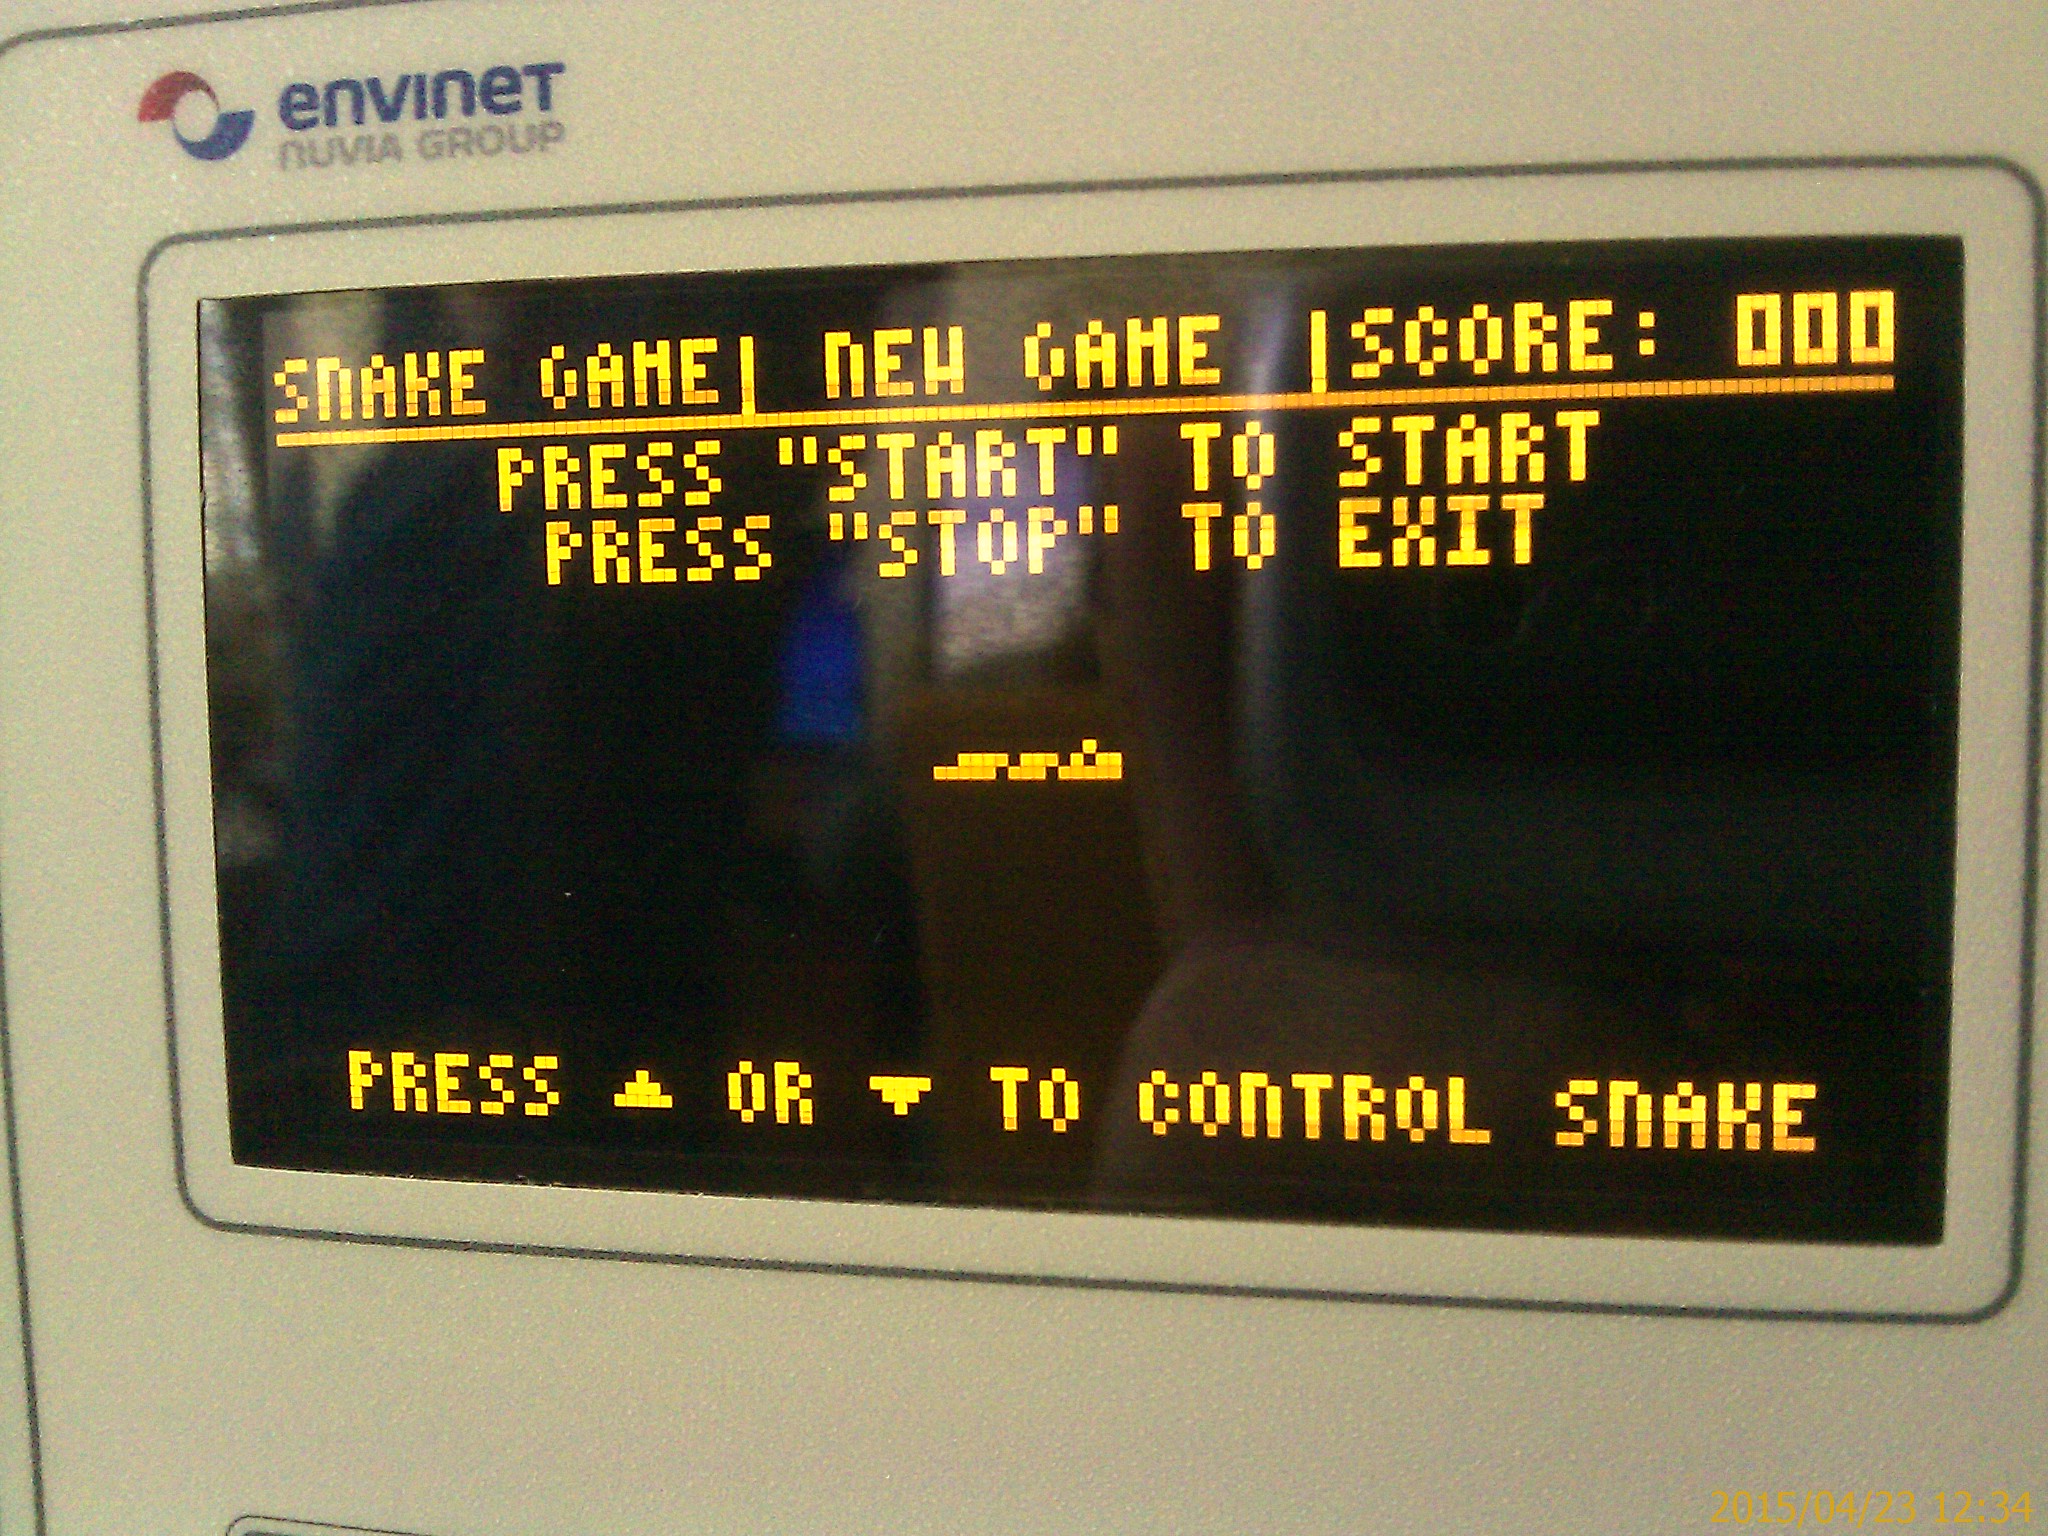 envinet
NUVIA GROUP
SNAKE GAME| NEW GAME |SCORE: 000
PRESS "START" TO START
PRESS "STOP" TO EXIT
PRESS ▲ OR ▼ TO CONTROL SNAKE
2015/04/23 12:34